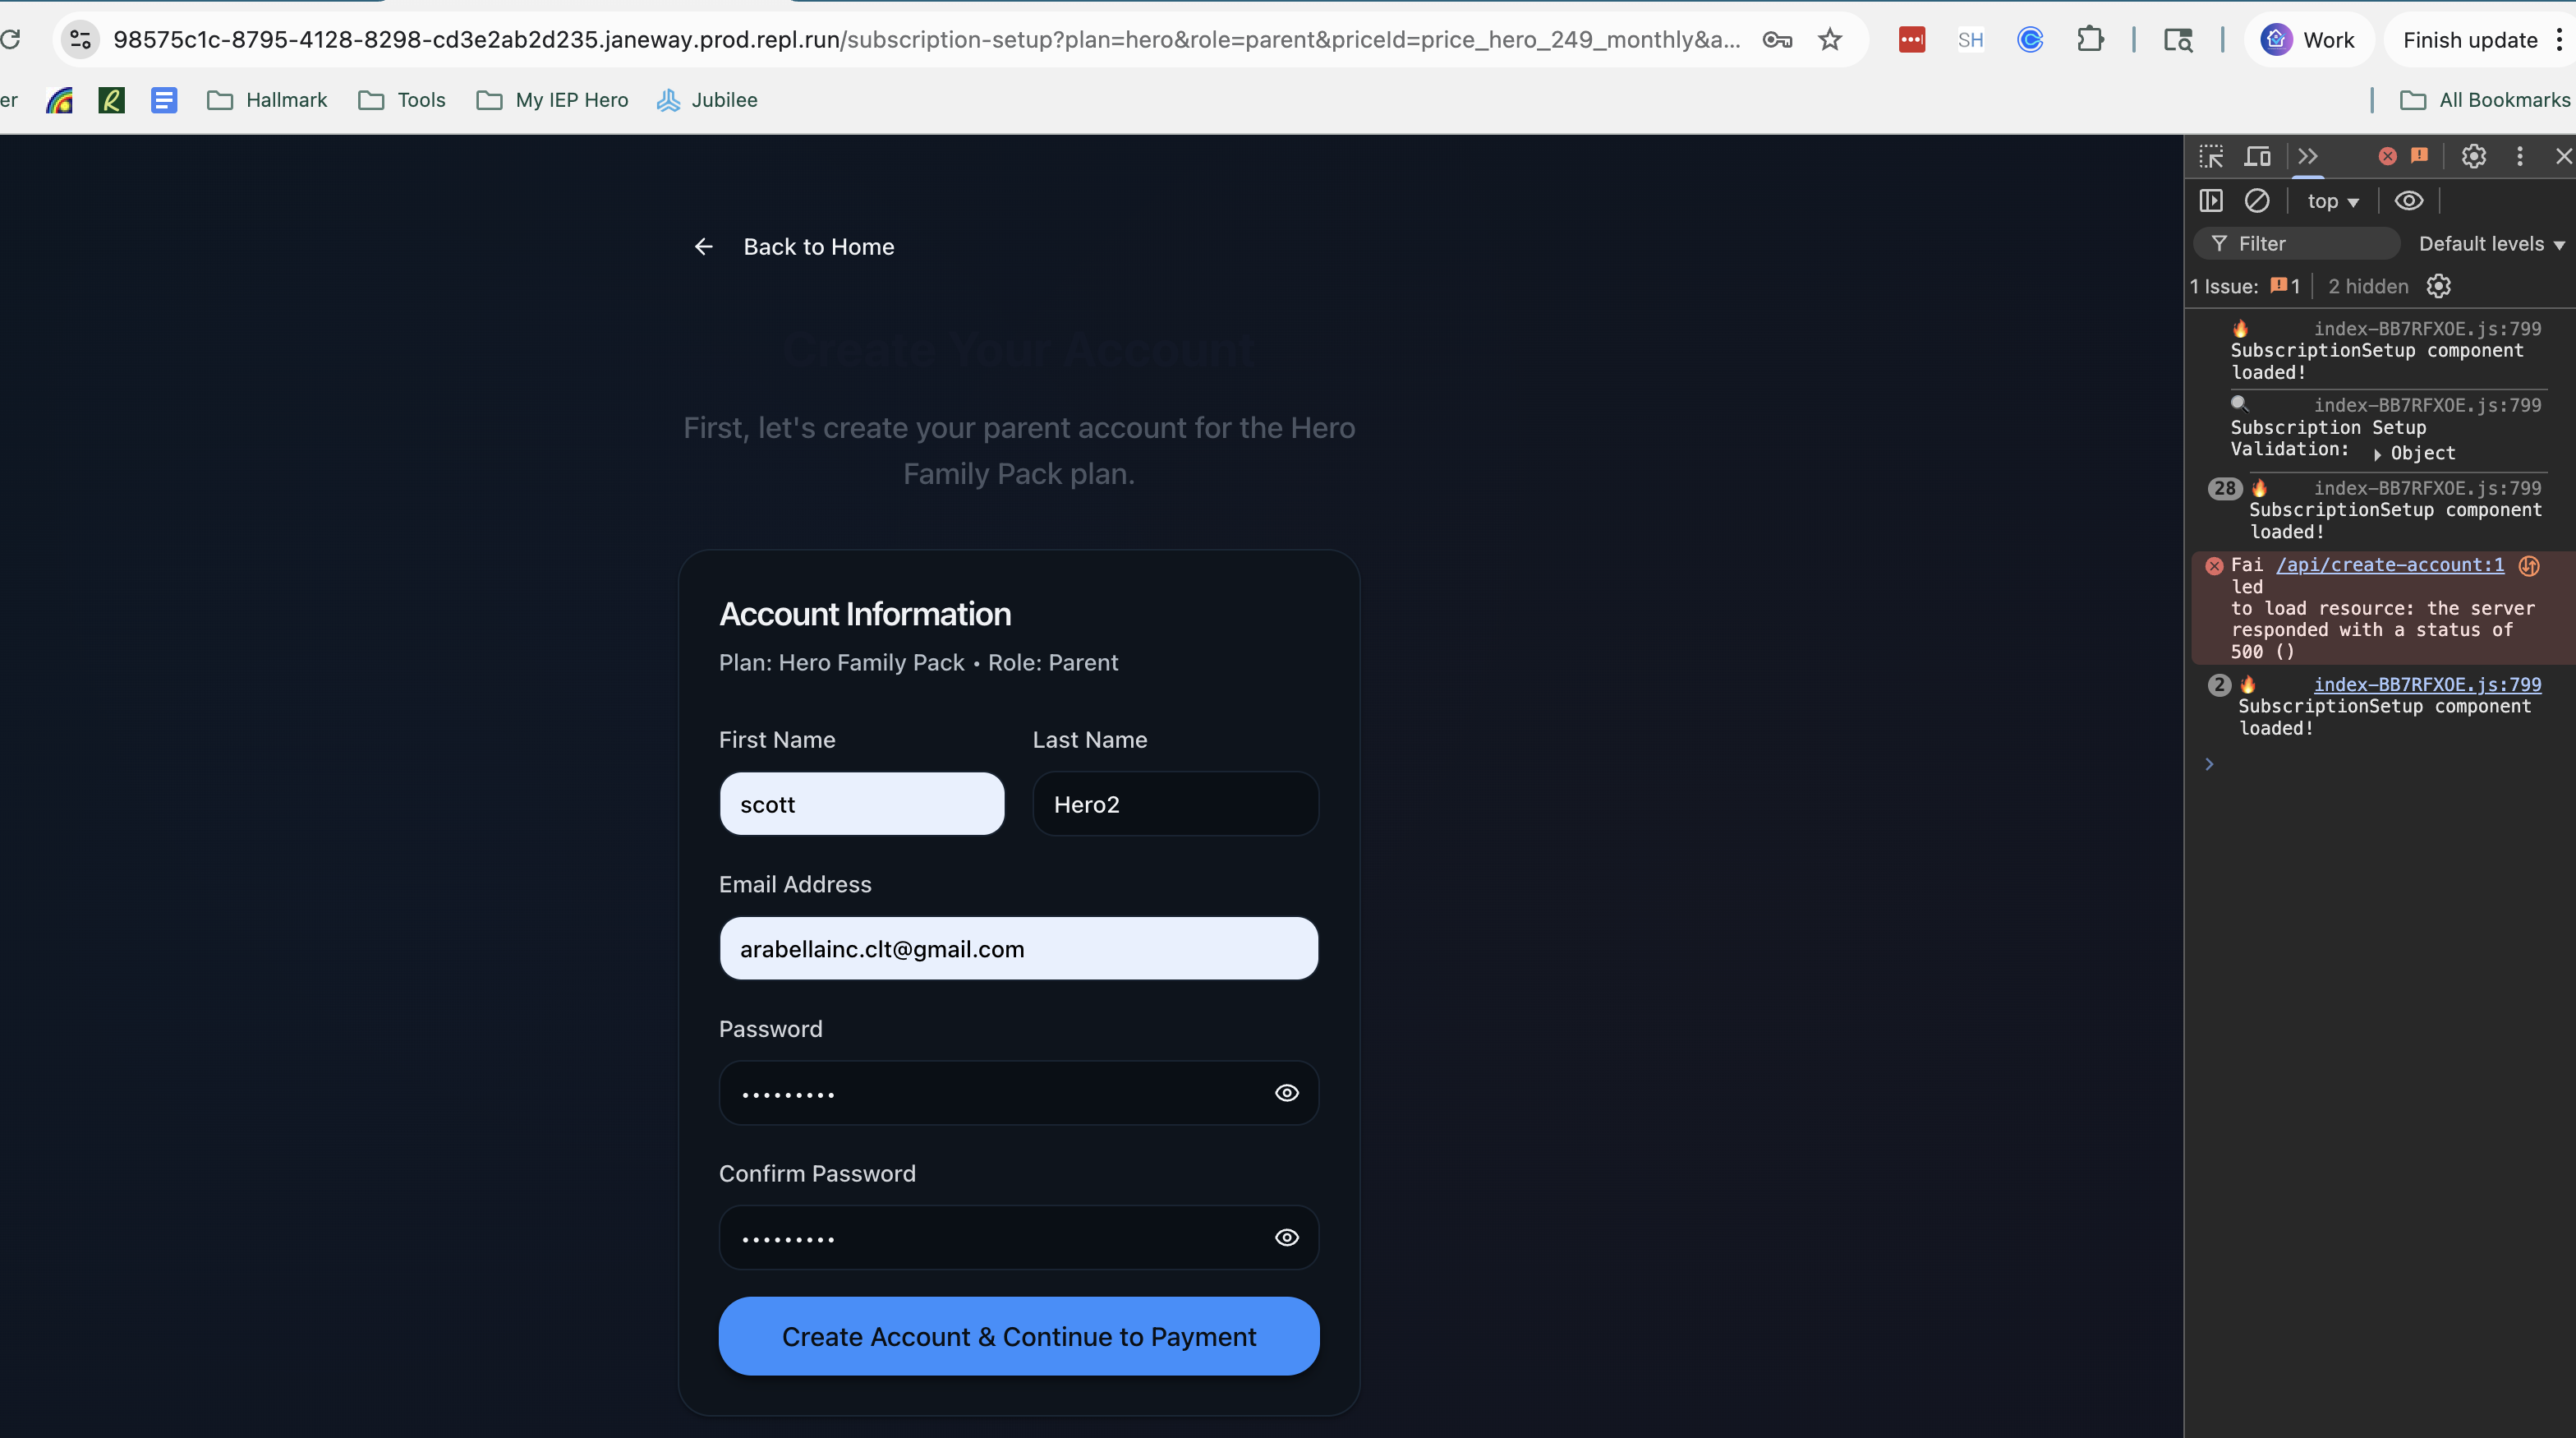 98575c1c-8795-4128-8298-cd3e2ab2d235.janeway.prod.repl.run/subscription-setup?plan=hero&role=parent&priceId=price_hero_249_monthly&a...
SH
Work
Finish update
er
R
Hallmark
Tools
My IEP Hero
Jubilee
All Bookmarks
Back to Home
Create Your Account
First, let's create your parent account for the Hero
Family Pack plan.
Account Information
Plan: Hero Family Pack • Role: Parent
First Name
Last Name
scott
Hero2
Email Address
arabellainc.clt@gmail.com
Password
•••••••••
Confirm Password
•••••••••
Create Account & Continue to Payment
top
Filter
Default levels
1 Issue: 1
2 hidden
🔥 index-BB7RFXOE.js:799
SubscriptionSetup component
loaded!
🔍 index-BB7RFXOE.js:799
Subscription Setup
Validation: Object
28 🔥 index-BB7RFXOE.js:799
SubscriptionSetup component
loaded!
Fai /api/create-account:1
led
to load resource: the server
responded with a status of
500 ()
2 🔥 index-BB7RFXOE.js:799
SubscriptionSetup component
loaded!